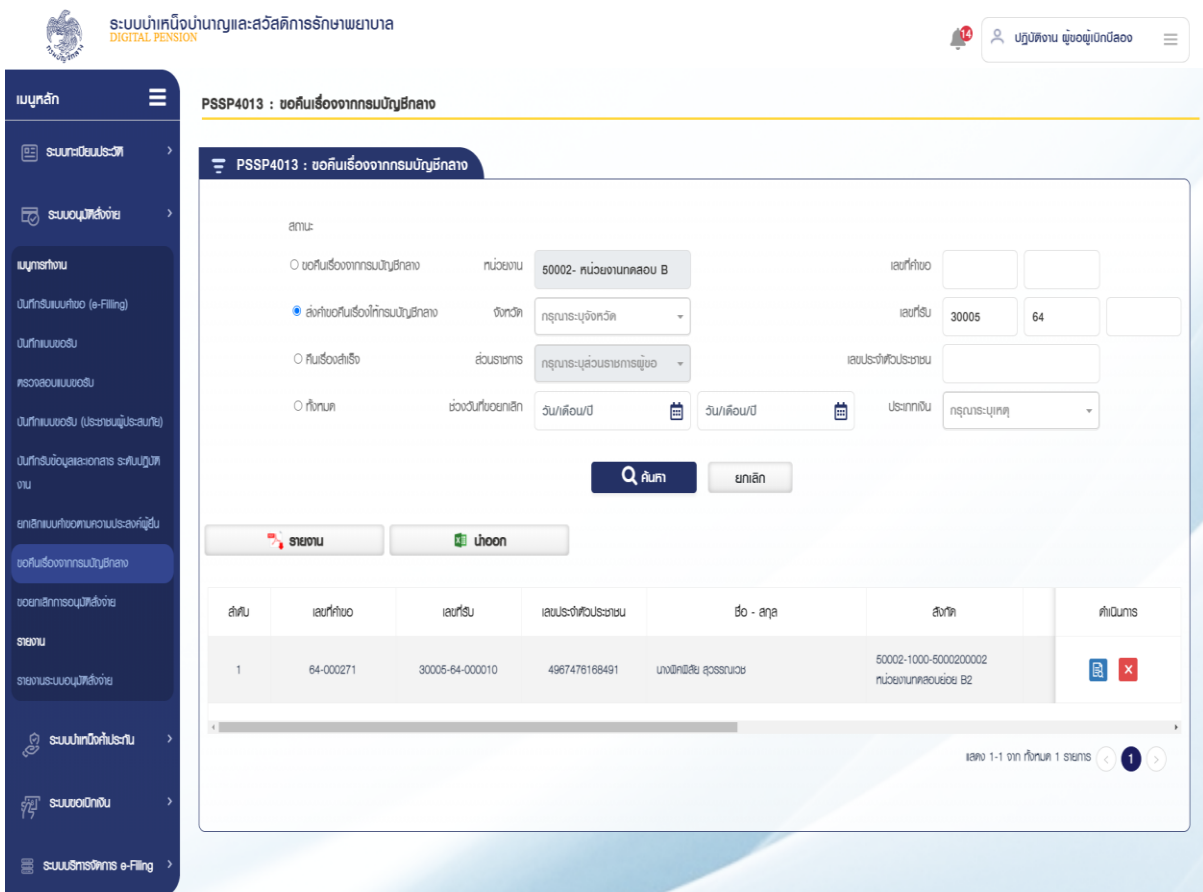 ระบบบำเหน็จบำนาญและสวัสดิการรักษาพยาบาล
DIGITAL PENSION
กรมบัญชีกลาง
14
ปฏิบัติงาน ผู้ขอผู้เบิกบีสอง
เมนูหลัก
ระบบทะเบียนประวัติ
ระบบอนุมัติสั่งจ่าย
เมนูการทำงาน
บันทึกรับแบบคำขอ (e-Filling)
บันทึกแบบขอรับ
ตรวจสอบแบบขอรับ
บันทึกแบบขอรับ (ประชาชนผู้ประสบภัย)
บันทึกรับข้อมูลและเอกสาร ระดับปฏิบัติ
งาน
ยกเลิกแบบคำขอตามความประสงค์ผู้ยื่น
ขอคืนเรื่องจากกรมบัญชีกลาง
ขอยกเลิกการอนุมัติสั่งจ่าย
รายงาน
รายงานระบบอนุมัติสั่งจ่าย
ระบบบำเหน็จค้ำประกัน
ระบบขอเบิกเงิน
ระบบบริหารจัดการ e-Filing
PSSP4013 : ขอคืนเรื่องจากกรมบัญชีกลาง
PSSP4013 : ขอคืนเรื่องจากกรมบัญชีกลาง
สถานะ
ขอคืนเรื่องจากกรมบัญชีกลาง หน่วยงาน 50002- หน่วยงานทดสอบ B เลขที่คำขอ
ส่งคำขอคืนเรื่องให้กรมบัญชีกลาง จังหวัด กรุณาระบุจังหวัด เลขที่รับ 30005 64
คืนเรื่องสำเร็จ ส่วนราชการ กรุณาระบุส่วนราชการผู้ขอ เลขประจำตัวประชาชน
ทั้งหมด ช่วงวันที่ขอยกเลิก วัน/เดือน/ปี วัน/เดือน/ปี ประเภทเงิน กรุณาระบุเหตุ
ค้นหา ยกเลิก
รายงาน นำออก
ลำดับ เลขที่คำขอ เลขที่รับ เลขประจำตัวประชาชน ชื่อ - สกุล สังกัด ดำเนินการ
1 64-000271 30005-64-000010 4967476168491 นางพิศพิสัย สุวรรณเวช 50002-1000-5000200002
หน่วยงานทดสอบย่อย B2
แสดง 1-1 จาก ทั้งหมด 1 รายการ 1